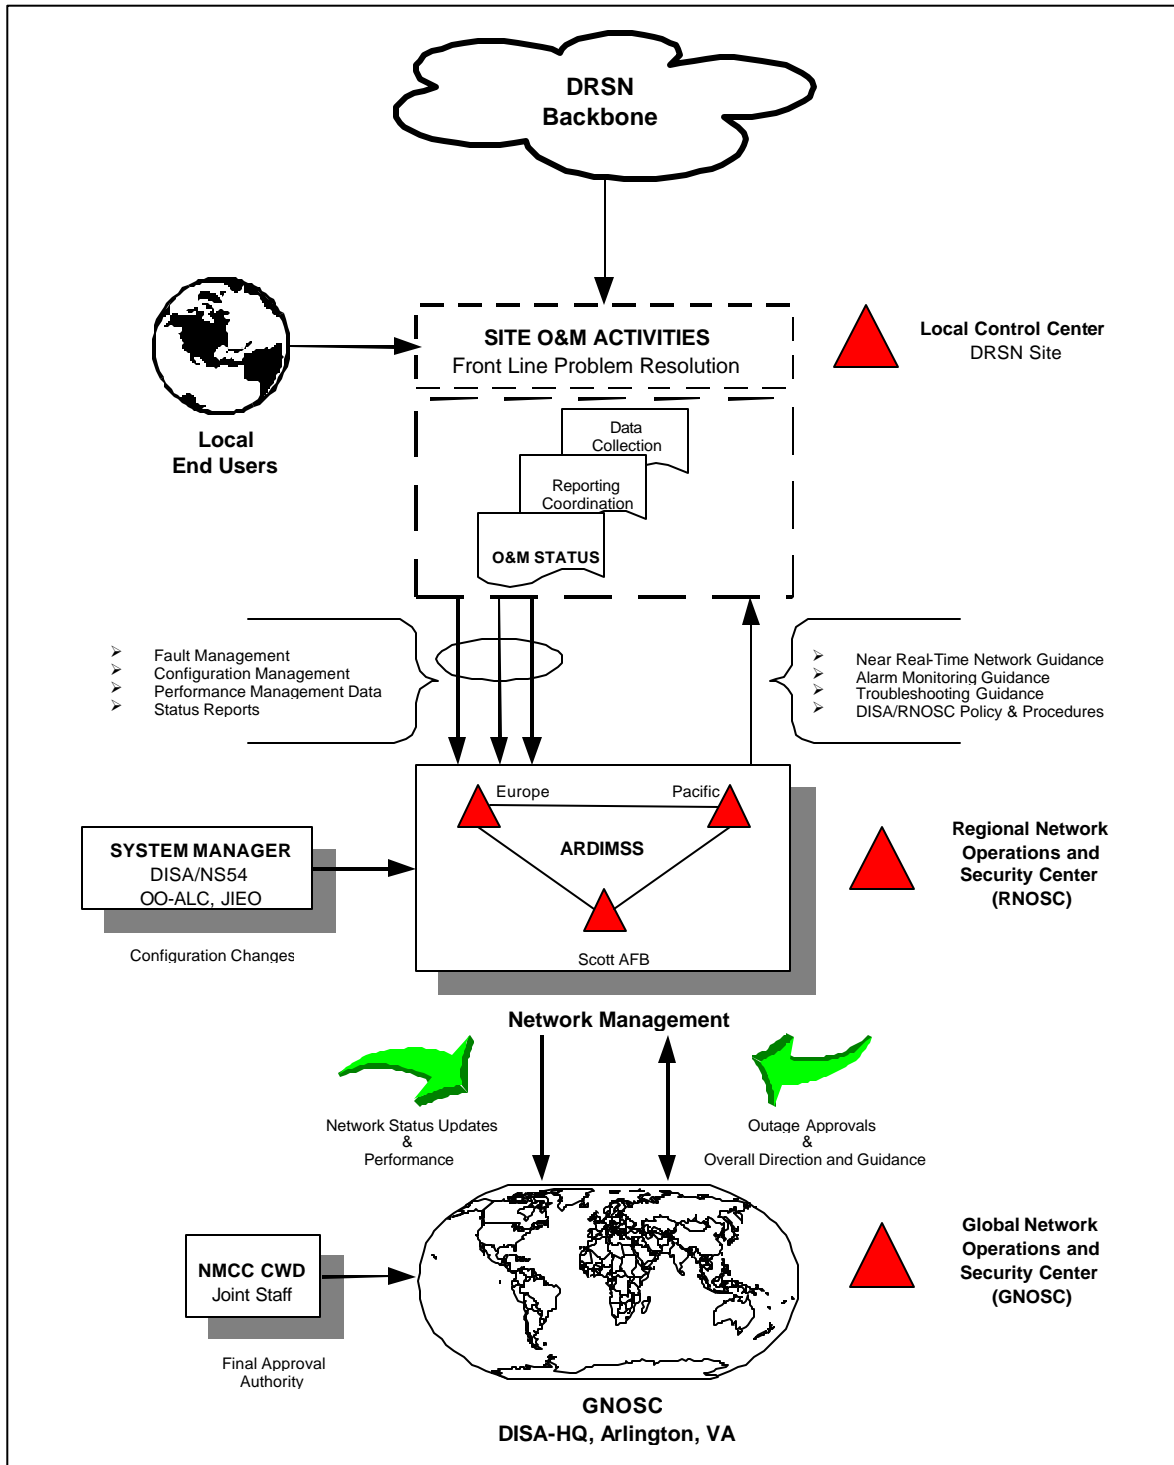 DRSN
Backbone
SITE O&M ACTIVITIES
Front Line Problem Resolution
Local Control Center
DRSN Site
Local
End Users
Data
Collection
Reporting
Coordination
O&M STATUS
Fault Management
Configuration Management
Performance Management Data
Status Reports
Near Real-Time Network Guidance
Alarm Monitoring Guidance
Troubleshooting Guidance
DISA/RNOSC Policy & Procedures
Europe
Pacific
ARDIMSS
Scott AFB
SYSTEM MANAGER
DISA/NS54
OO-ALC, JIEO
Configuration Changes
Regional Network
Operations and
Security Center
(RNOSC)
Network Management
Network Status Updates
&
Performance
Outage Approvals
&
Overall Direction and Guidance
NMCC CWD
Joint Staff
Final Approval
Authority
Global Network
Operations and
Security Center
(GNOSC)
GNOSC
DISA-HQ, Arlington, VA